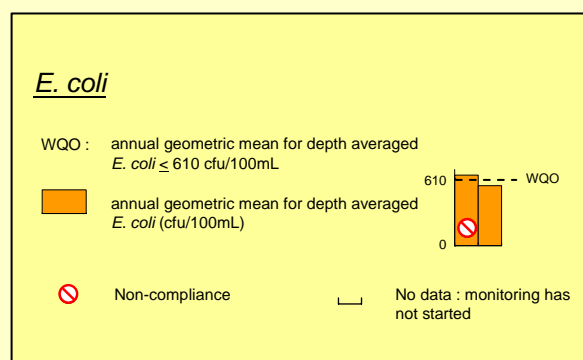 E. coli
WQO : annual geometric mean for depth averaged
E. coli ≤ 610 cfu/100mL
annual geometric mean for depth averaged
E. coli (cfu/100mL)
610
WQO
0
Non-compliance
No data : monitoring has
not started